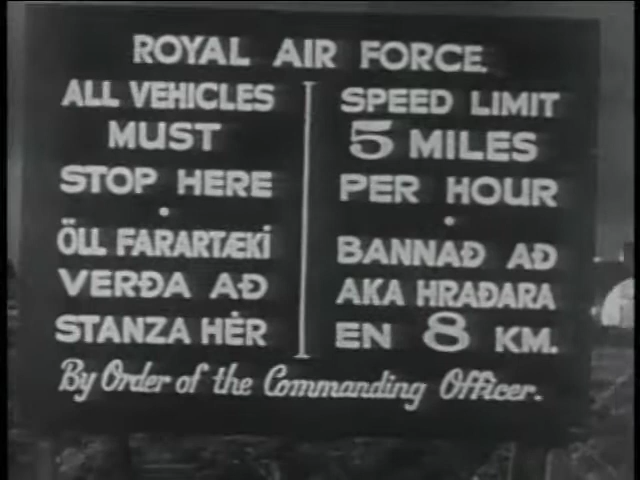 ROYAL AIR FORCE.
ALL VEHICLES
MUST
STOP HERE
ÖLL FARARTÆKI
VERÐA AÐ
STANZA HÉR
SPEED LIMIT
5 MILES
PER HOUR
BANNAÐ AÐ
AKA HRAÐARA
EN 8 KM.
By Order of the Commanding Officer.